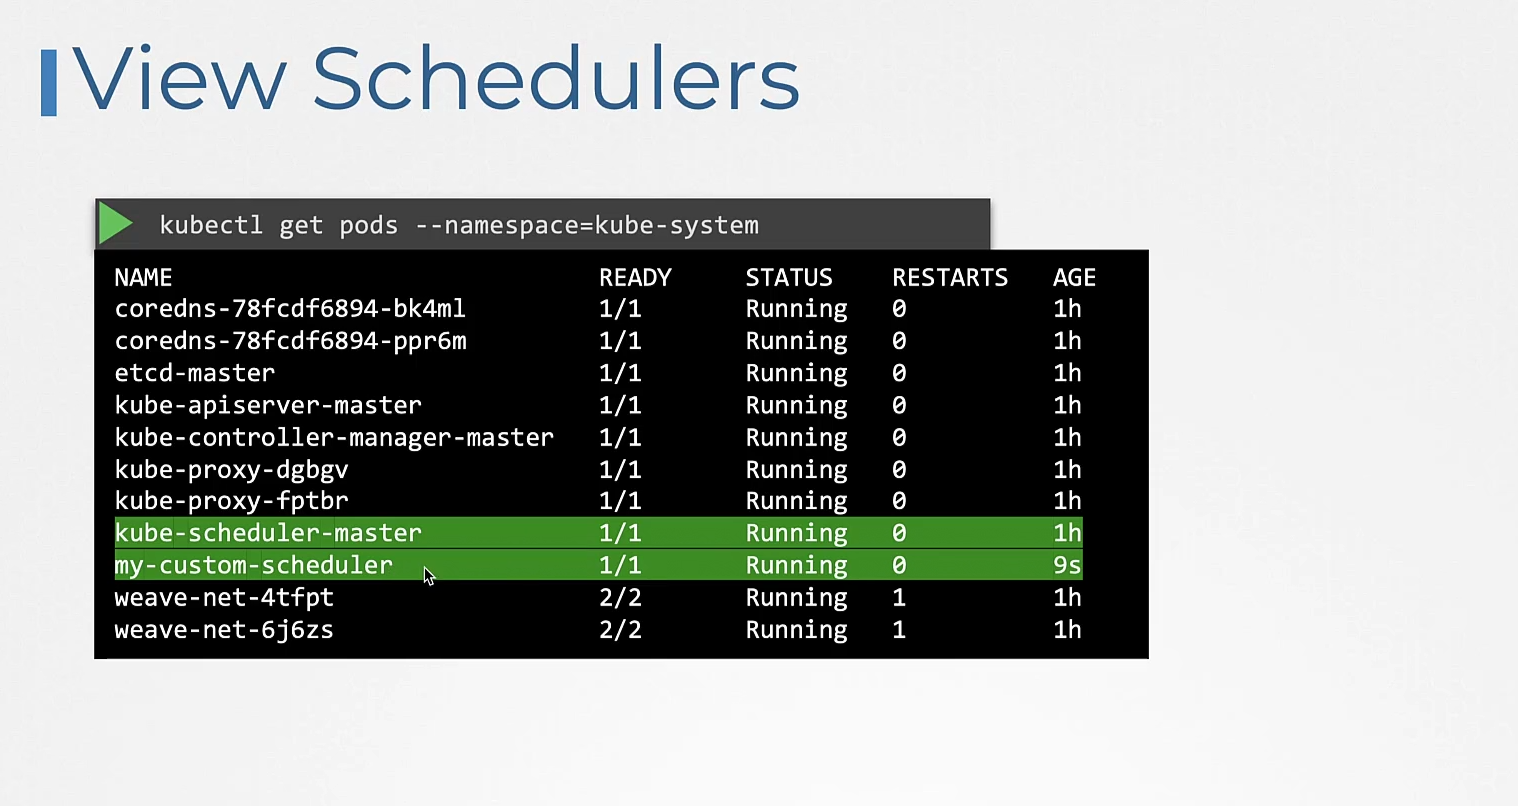 View Schedulers
kubectl get pods --namespace=kube-system
NAME READY STATUS RESTARTS AGE
coredns-78fcdf6894-bk4ml 1/1 Running 0 1h
coredns-78fcdf6894-ppr6m 1/1 Running 0 1h
etcd-master 1/1 Running 0 1h
kube-apiserver-master 1/1 Running 0 1h
kube-controller-manager-master 1/1 Running 0 1h
kube-proxy-dgbgv 1/1 Running 0 1h
kube-proxy-fptbr 1/1 Running 0 1h
kube-scheduler-master 1/1 Running 0 1h
my-custom-scheduler 1/1 Running 0 9s
weave-net-4tfpt 2/2 Running 1 1h
weave-net-6j6zs 2/2 Running 1 1h